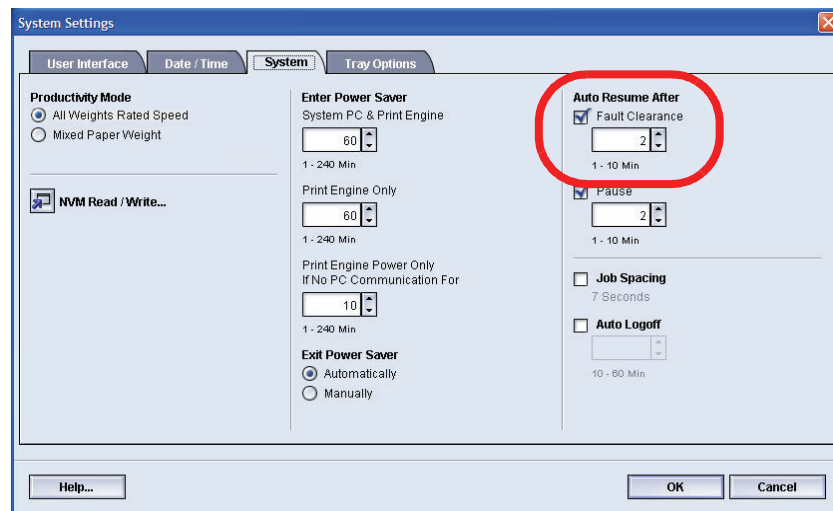 System Settings
User Interface
Date / Time
System
Tray Options
Productivity Mode
All Weights Rated Speed
Mixed Paper Weight
NVM Read / Write...
Enter Power Saver
System PC & Print Engine
60
1 - 240 Min
Print Engine Only
60
1 - 240 Min
Print Engine Power Only
If No PC Communication For
10
1 - 240 Min
Exit Power Saver
Automatically
Manually
Auto Resume After
Fault Clearance
2
1 - 10 Min
Pause
2
1 - 10 Min
Job Spacing
7 Seconds
Auto Logoff
10 - 60 Min
Help...
OK
Cancel